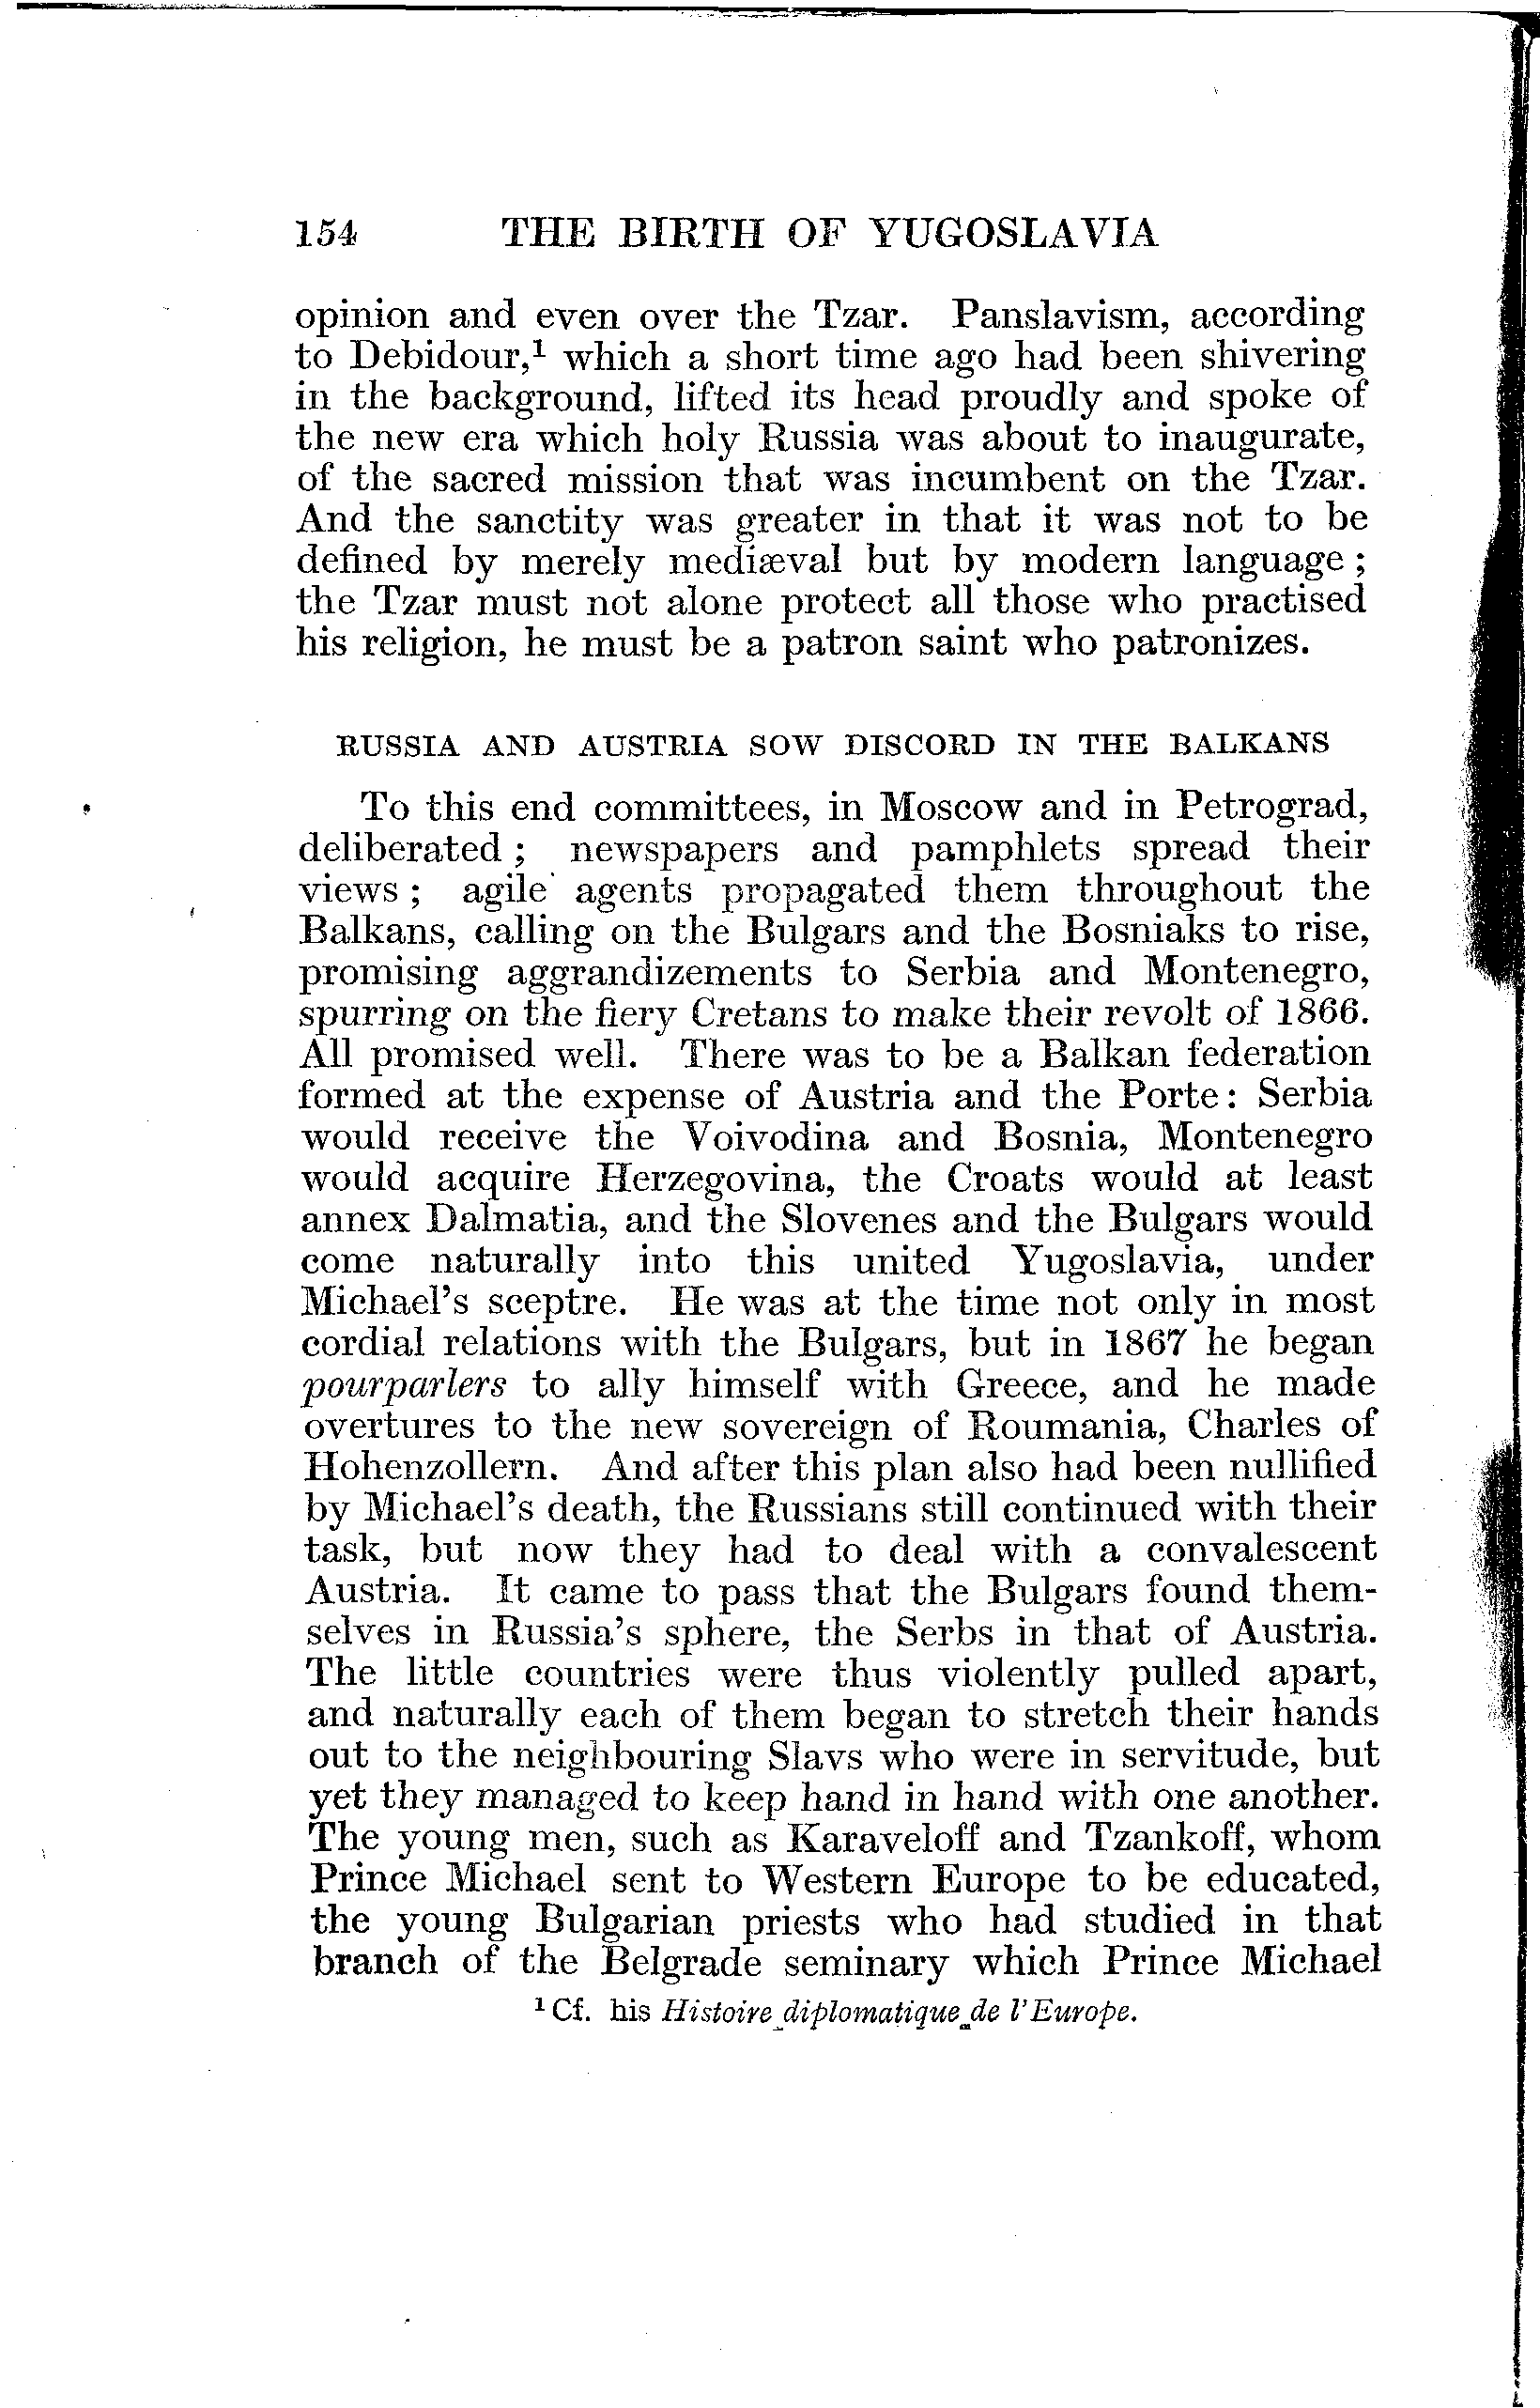 154 THE BIRTH OF YUGOSLAVIA
opinion and even over the Tzar. Panslavism, according
to Debidour,¹ which a short time ago had been shivering
in the background, lifted its head proudly and spoke of
the new era which holy Russia was about to inaugurate,
of the sacred mission that was incumbent on the Tzar.
And the sanctity was greater in that it was not to be
defined by merely mediæval but by modern language ;
the Tzar must not alone protect all those who practised
his religion, he must be a patron saint who patronizes.
RUSSIA AND AUSTRIA SOW DISCORD IN THE BALKANS
To this end committees, in Moscow and in Petrograd,
deliberated ; newspapers and pamphlets spread their
views ; agile agents propagated them throughout the
Balkans, calling on the Bulgars and the Bosniaks to rise,
promising aggrandizements to Serbia and Montenegro,
spurring on the fiery Cretans to make their revolt of 1866.
All promised well. There was to be a Balkan federation
formed at the expense of Austria and the Porte: Serbia
would receive the Voivodina and Bosnia, Montenegro
would acquire Herzegovina, the Croats would at least
annex Dalmatia, and the Slovenes and the Bulgars would
come naturally into this united Yugoslavia, under
Michael's sceptre. He was at the time not only in most
cordial relations with the Bulgars, but in 1867 he began
pourparlers to ally himself with Greece, and he made
overtures to the new sovereign of Roumania, Charles of
Hohenzollern. And after this plan also had been nullified
by Michael's death, the Russians still continued with their
task, but now they had to deal with a convalescent
Austria. It came to pass that the Bulgars found them-
selves in Russia's sphere, the Serbs in that of Austria.
The little countries were thus violently pulled apart,
and naturally each of them began to stretch their hands
out to the neighbouring Slavs who were in servitude, but
yet they managed to keep hand in hand with one another.
The young men, such as Karaveloff and Tzankoff, whom
Prince Michael sent to Western Europe to be educated,
the young Bulgarian priests who had studied in that
branch of the Belgrade seminary which Prince Michael
¹ Cf. his Histoire diplomatique de l'Europe.